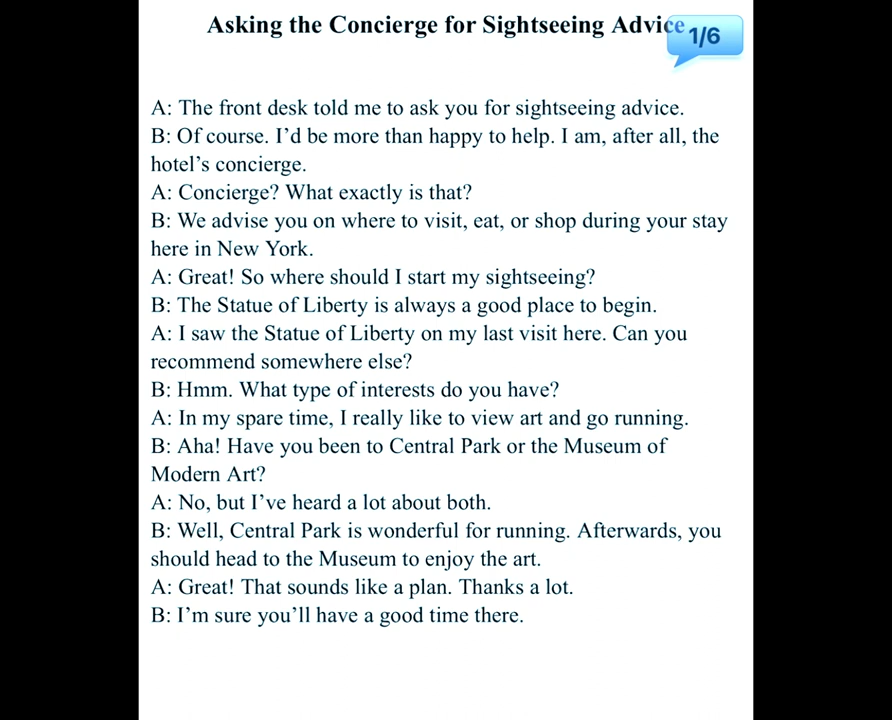 Asking the Concierge for Sightseeing Advice
1/6
A: The front desk told me to ask you for sightseeing advice.
B: Of course. I’d be more than happy to help. I am, after all, the
hotel’s concierge.
A: Concierge? What exactly is that?
B: We advise you on where to visit, eat, or shop during your stay
here in New York.
A: Great! So where should I start my sightseeing?
B: The Statue of Liberty is always a good place to begin.
A: I saw the Statue of Liberty on my last visit here. Can you
recommend somewhere else?
B: Hmm. What type of interests do you have?
A: In my spare time, I really like to view art and go running.
B: Aha! Have you been to Central Park or the Museum of
Modern Art?
A: No, but I’ve heard a lot about both.
B: Well, Central Park is wonderful for running. Afterwards, you
should head to the Museum to enjoy the art.
A: Great! That sounds like a plan. Thanks a lot.
B: I’m sure you’ll have a good time there.